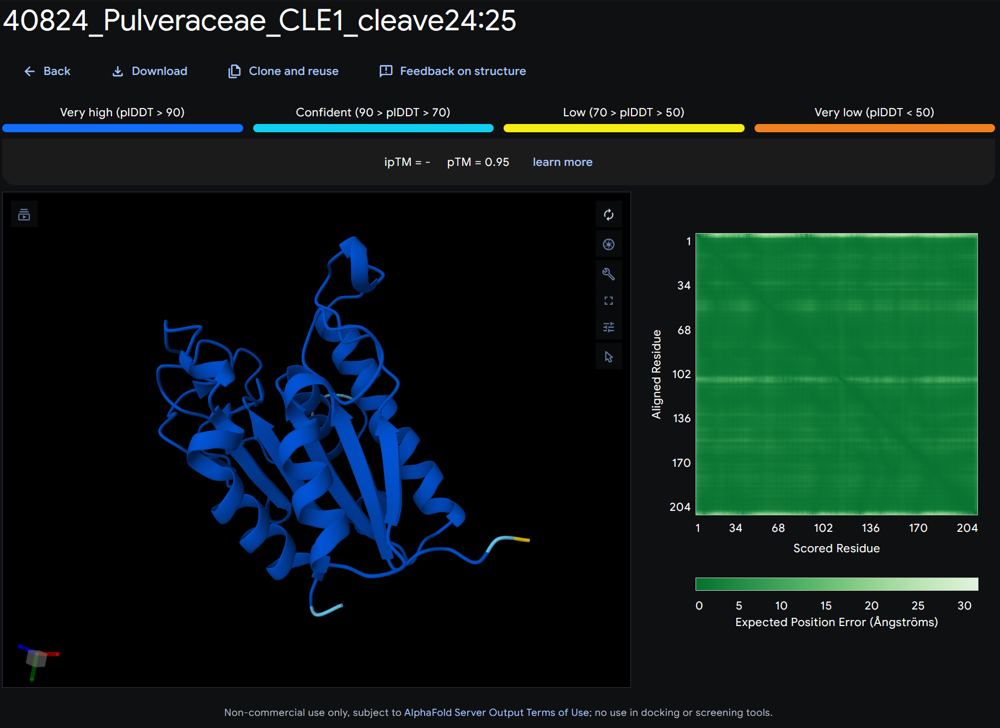 40824_Pulveraceae_CLE1_cleave24:25
Back Download Clone and reuse Feedback on structure
Very high (plDDT > 90) Confident (90 > plDDT > 70) Low (70 > plDDT > 50) Very low (plDDT < 50)
ipTM = - pTM = 0.95 learn more
1
34
68
102
136
170
204
Aligned Residue
1 34 68 102 136 170 204
Scored Residue
0 5 10 15 20 25 30
Expected Position Error (Ångströms)
Non-commercial use only, subject to AlphaFold Server Output Terms of Use; no use in docking or screening tools.